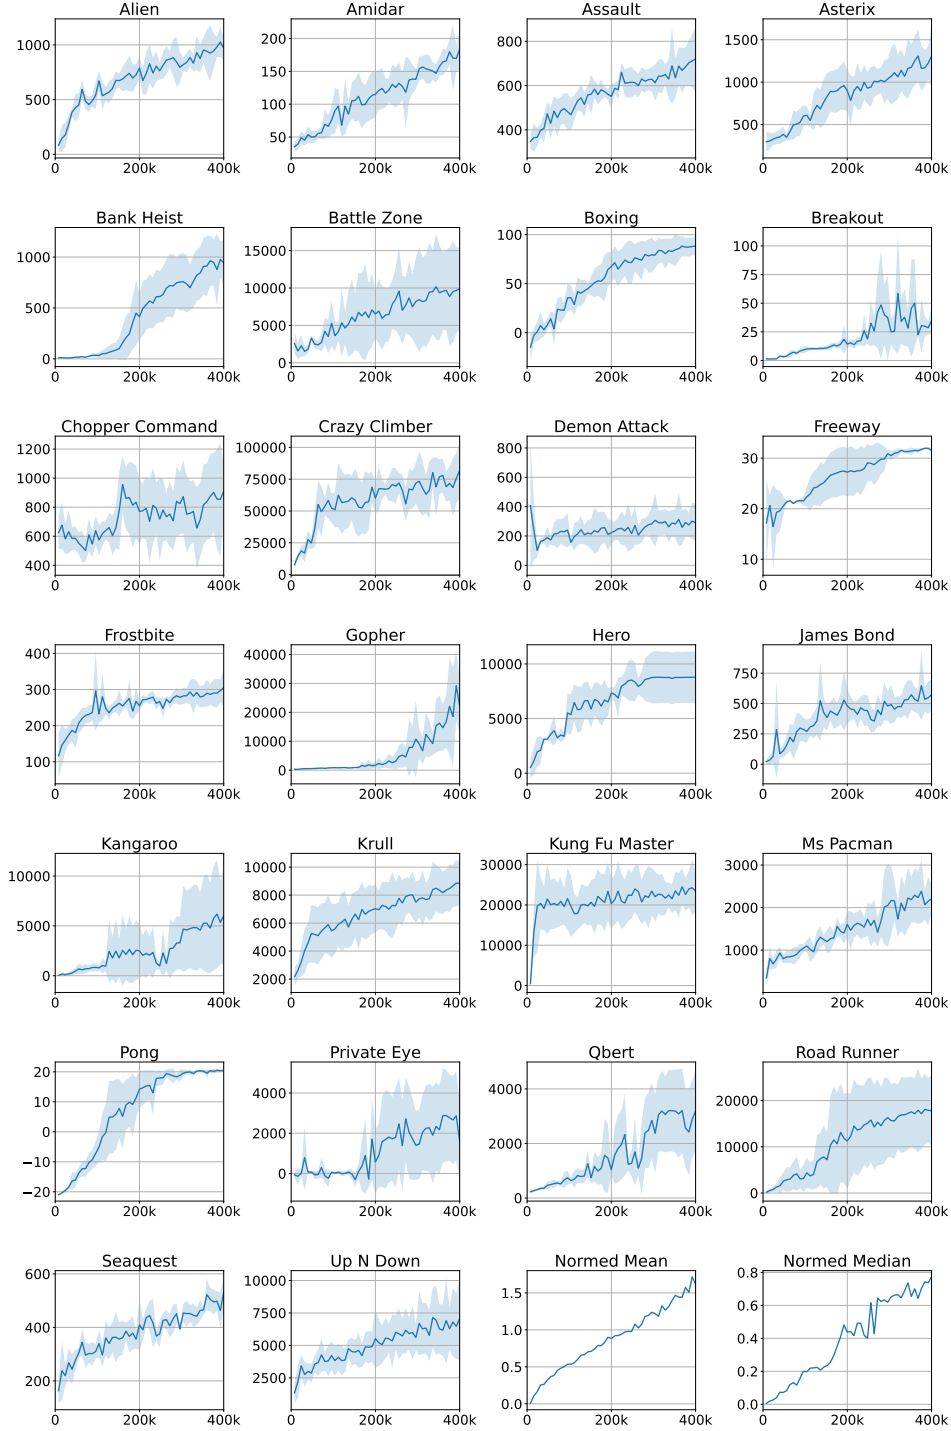 Alien Amidar Assault Asterix
1000 500 0 200 150 100 50 800 600 400 1500 1000 500
0 200k 400k 0 200k 400k 0 200k 400k 0 200k 400k
Bank Heist Battle Zone Boxing Breakout
1000 500 0 15000 10000 5000 0 100 50 0 100 75 50 25 0
0 200k 400k 0 200k 400k 0 200k 400k 0 200k 400k
Chopper Command Crazy Climber Demon Attack Freeway
1200 1000 800 600 400 100000 75000 50000 25000 0 800 600 400 200 0 30 20 10
0 200k 400k 0 200k 400k 0 200k 400k 0 200k 400k
Frostbite Gopher Hero James Bond
400 300 200 100 40000 30000 20000 10000 0 10000 5000 0 750 500 250 0
0 200k 400k 0 200k 400k 0 200k 400k 0 200k 400k
Kangaroo Krull Kung Fu Master Ms Pacman
10000 5000 0 10000 8000 6000 4000 2000 30000 20000 10000 0 3000 2000 1000
0 200k 400k 0 200k 400k 0 200k 400k 0 200k 400k
Pong Private Eye Qbert Road Runner
20 10 0 −10 −20 4000 2000 0 4000 2000 0 20000 10000 0
0 200k 400k 0 200k 400k 0 200k 400k 0 200k 400k
Seaquest Up N Down Normed Mean Normed Median
600 400 200 10000 7500 5000 2500 1.5 1.0 0.5 0.0 0.8 0.6 0.4 0.2 0.0
0 200k 400k 0 200k 400k 0 200k 400k 0 200k 400k